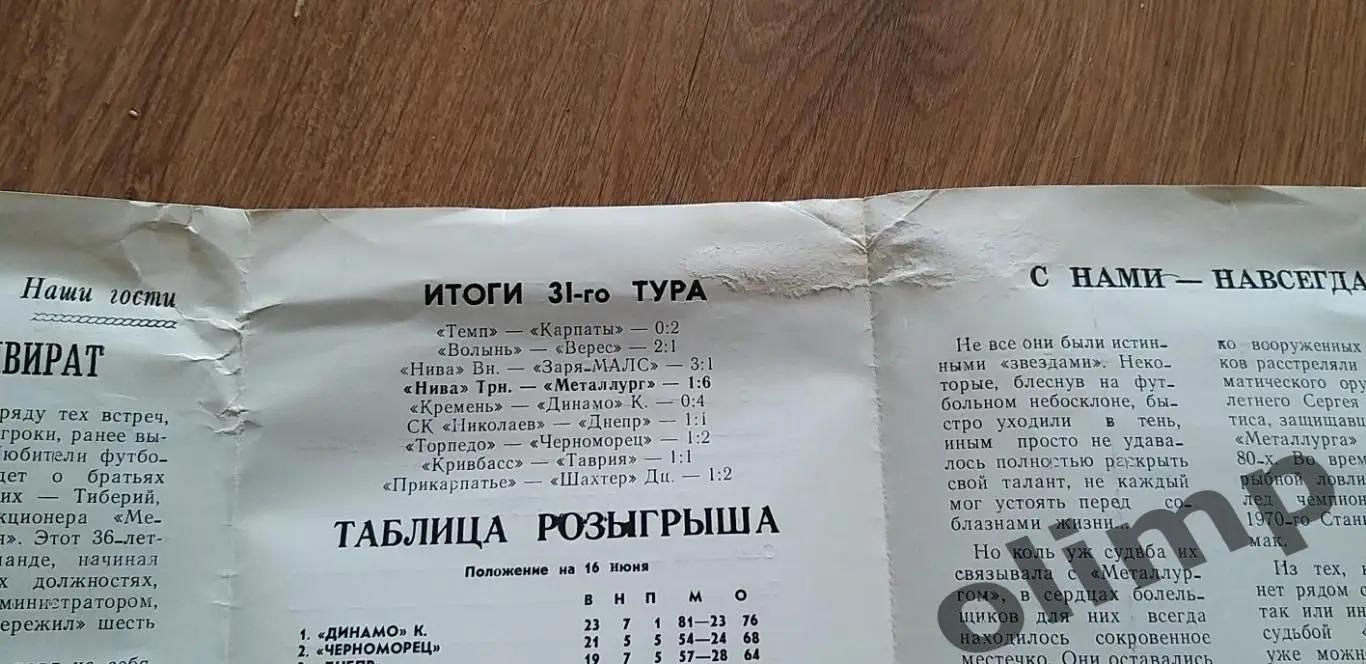 Наши гости
ВИРАТ
ряду тех встреч,
гроки, ранее вы-
Любители футбо-
дет о братьях
их — Тиберий,
кционера «Ме-
я». Этот 36-лет-
манде, начиная
х должностях,
министратором,
ережил» шесть
ИТОГИ 31-го ТУРА
«Темп» — «Карпаты» — 0:2
«Волынь» — «Верес» — 2:1
«Нива» Вн. — «Заря-МАЛС» — 3:1
«Нива» Трн. — «Металлург» — 1:6
«Кремень» — «Динамо» К. — 0:4
СК «Николаев» — «Днепр» — 1:1
«Торпедо» — «Черноморец» — 1:2
«Кривбасс» — «Таврия» — 1:1
«Прикарпатье» — «Шахтер» Дц. — 1:2
ТАБЛИЦА РОЗЫГРЫША
Положение на 16 июня
В Н П М О
1. «ДИНАМО» К. 23 7 1 81—23 76
2. «ЧЕРНОМОРЕЦ» 21 5 5 54—24 68
19 7 5 57—28 64
С НАМИ — НАВСЕГДА
Не все они были истин-
ными «звездами». Неко-
торые, блеснув на фут-
больном небосклоне, бы-
стро уходили в тень,
иным просто не удава-
лось полностью раскрыть
свой талант, не каждый
мог устоять перед со-
блазнами жизни...
Но коль уж судьба их
связывала с «Металлур-
гом», в сердцах болель-
щиков для них всегда
находилось сокровенное
местечко. Они оставались
ко вооруженных
ков расстреляли
матического ору
летнего Сергея
тиса, защищавш
«Металлурга»
80-х. Во время
рыбной ловли
лед чемпион
1970-го Стани
мак.
Из тех, к
нет рядом с
так или ин
судьбой «
уже можн
olimp